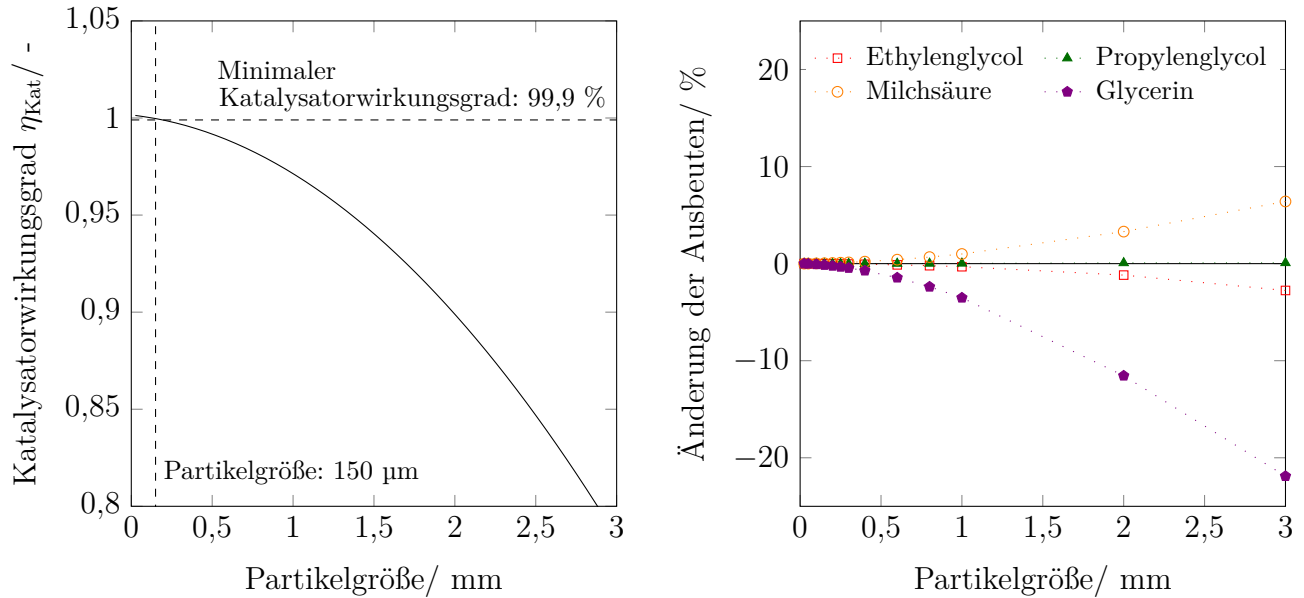 1,05
1
0,95
0,9
0,85
0,8
Katalysatorwirkungsgrad ηKat/ -
Minimaler
Katalysatorwirkungsgrad: 99,9 %
Partikelgröße: 150 µm
0 0,5 1 1,5 2 2,5 3
Partikelgröße/ mm
20
10
0
−10
−20
Änderung der Ausbeuten/ %
Ethylenglycol Propylenglycol
Milchsäure Glycerin
0 0,5 1 1,5 2 2,5 3
Partikelgröße/ mm